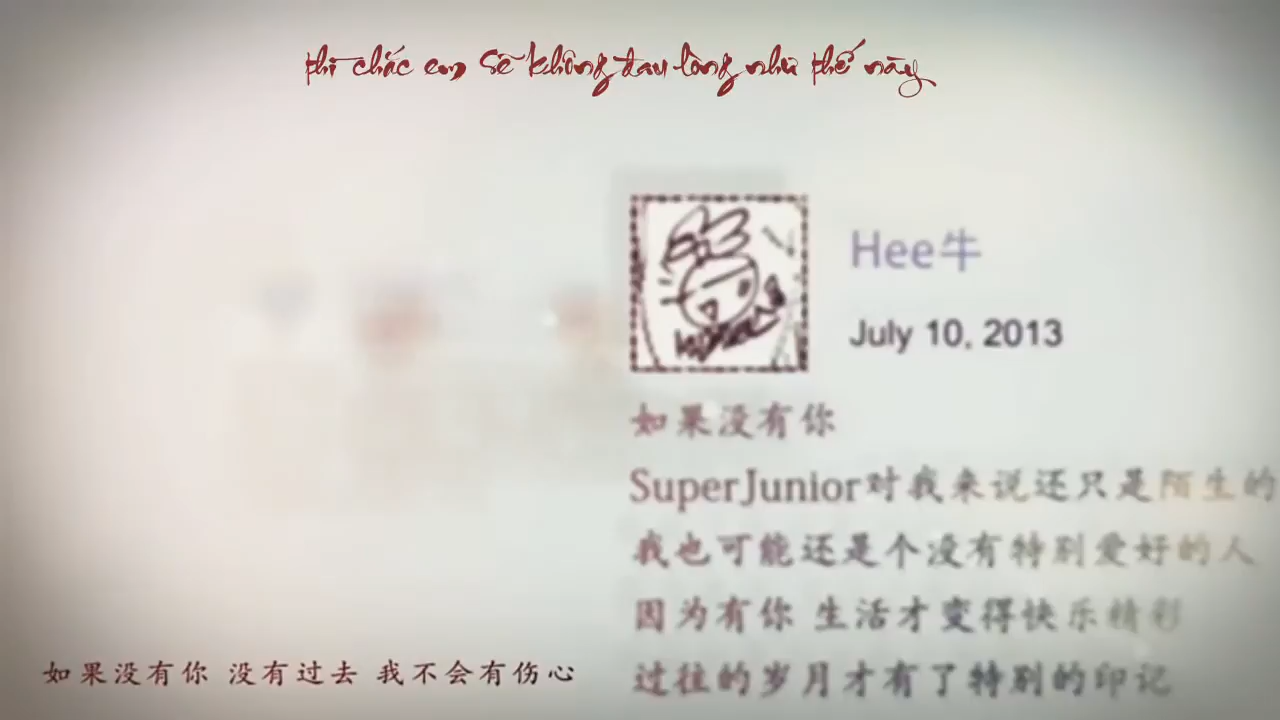 thì chắc em sẽ không đau lòng như thế này
Hee牛
July 10, 2013
如果没有你
SuperJunior对我来说还只是陌生的
我也可能还是个没有特别爱好的人
因为有你 生活才变得快乐精彩
过往的岁月才有了特别的印记
如果没有你 没有过去 我不会有伤心